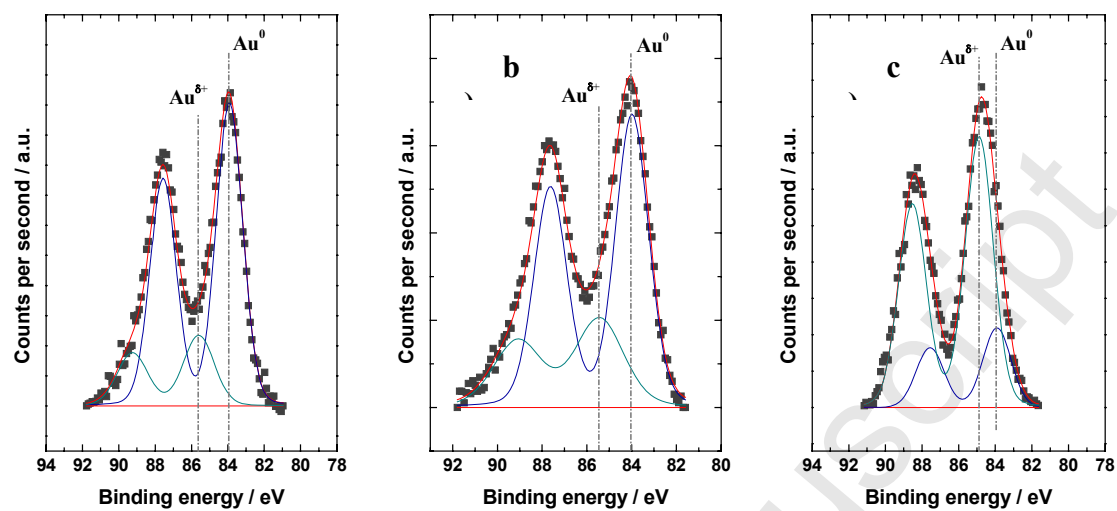 Au⁰
Auδ+
Counts per second / a.u.
94 92 90 88 86 84 82 80 78
Binding energy / eV
b
Au⁰
Auδ+
Counts per second / a.u.
92 90 88 86 84 82 80
Binding energy / eV
c
Auδ+ Au⁰
Counts per second / a.u.
94 92 90 88 86 84 82 80 78
Binding energy / eV
uscript